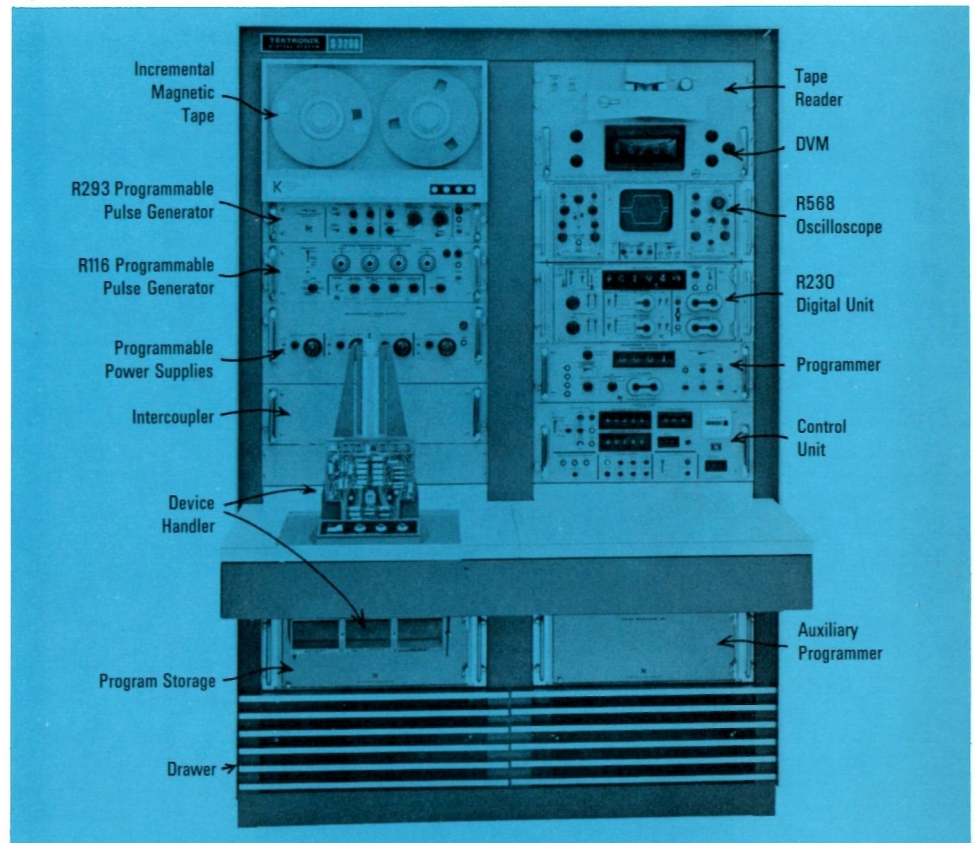 TEKTRONIX
S 3200
Incremental
Magnetic
Tape
R293 Programmable
Pulse Generator
R116 Programmable
Pulse Generator
Programmable
Power Supplies
Intercoupler
Device
Handler
Program Storage
Drawer
Tape
Reader
DVM
R568
Oscilloscope
R230
Digital Unit
Programmer
Control
Unit
Auxiliary
Programmer
K